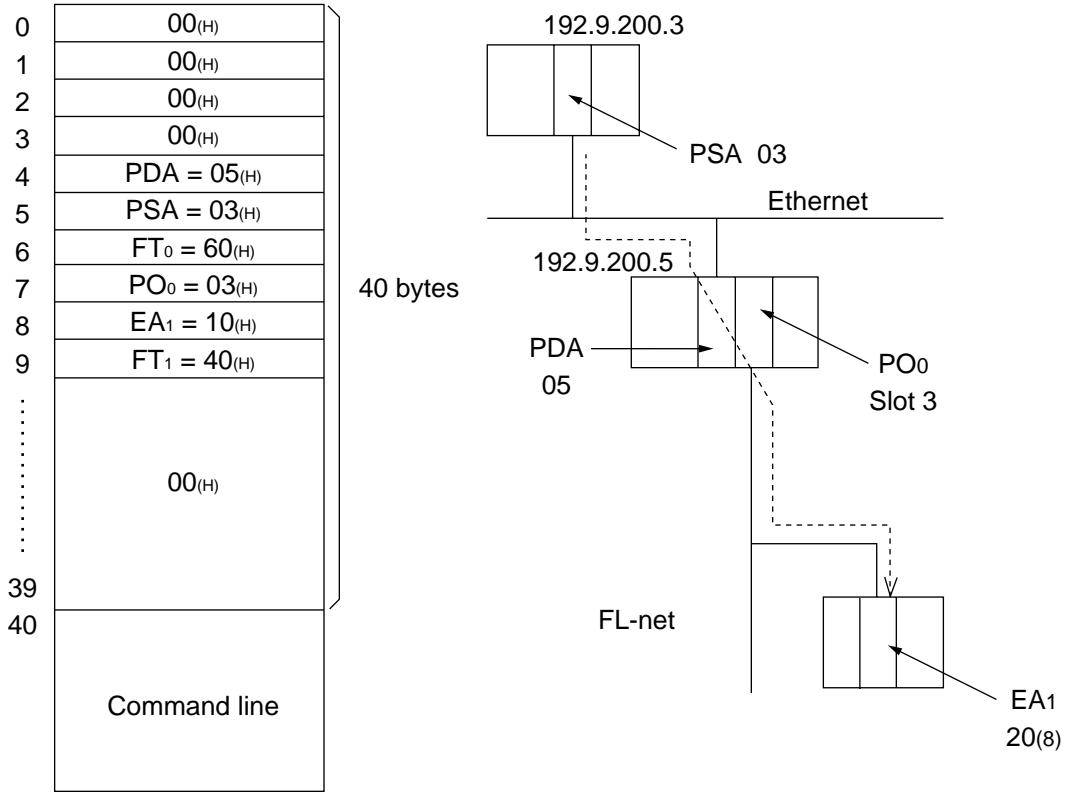 0 00(H)
1 00(H)
2 00(H)
3 00(H)
4 PDA = 05(H)
5 PSA = 03(H)
6 FT0 = 60(H)
7 PO0 = 03(H)
8 EA1 = 10(H)
9 FT1 = 40(H)
00(H)
39
40
Command line
40 bytes
192.9.200.3
PSA 03
Ethernet
192.9.200.5
PDA
05
PO0
Slot 3
FL-net
EA1
20(8)